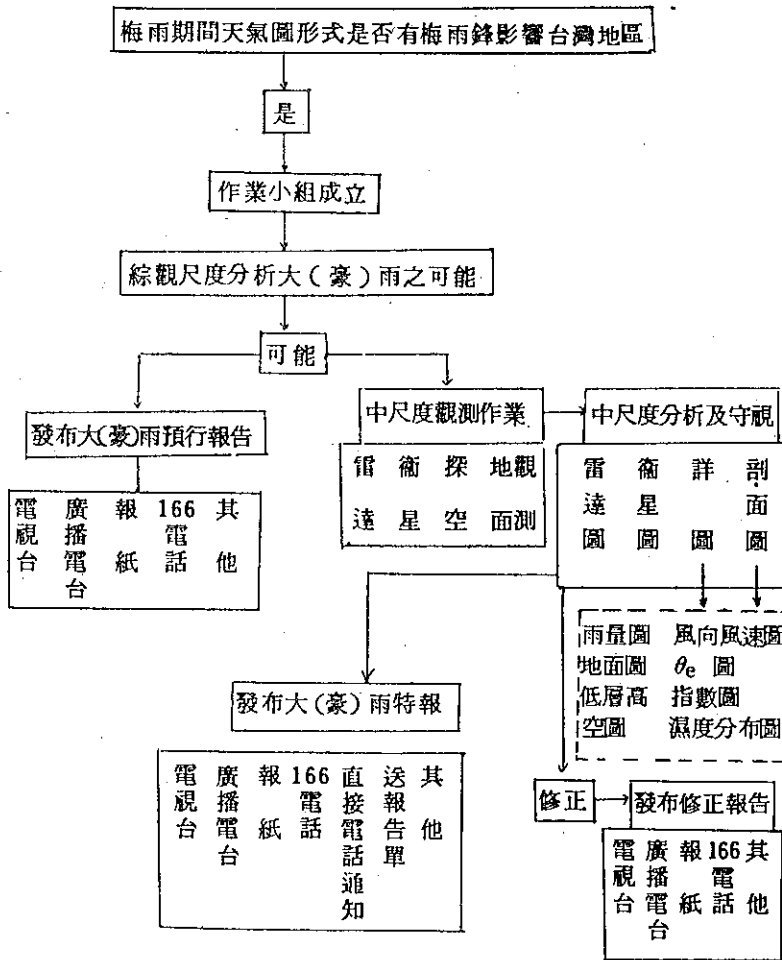 梅雨期間天氣圖形式是否有梅雨鋒影響台灣地區
是
作業小組成立
綜觀尺度分析大(豪)雨之可能
可能
發布大(豪)雨預行報告
電視台
廣播電台
報紙
166電話
其他
中尺度觀測作業
雷達
衞星
探空
地面觀測
中尺度分析及守視
雷達圖
衞星圖
詳圖
剖面圖
雨量圖 風向風速圖
地面圖 θe 圖
低層高 指數圖
空圖 濕度分布圖
發布大(豪)雨特報
電視台
廣播電台
報紙
166電話
直接電話通知
送報告單
其他
修正
發布修正報告
電視台
廣播電台
報紙
166電話
其他